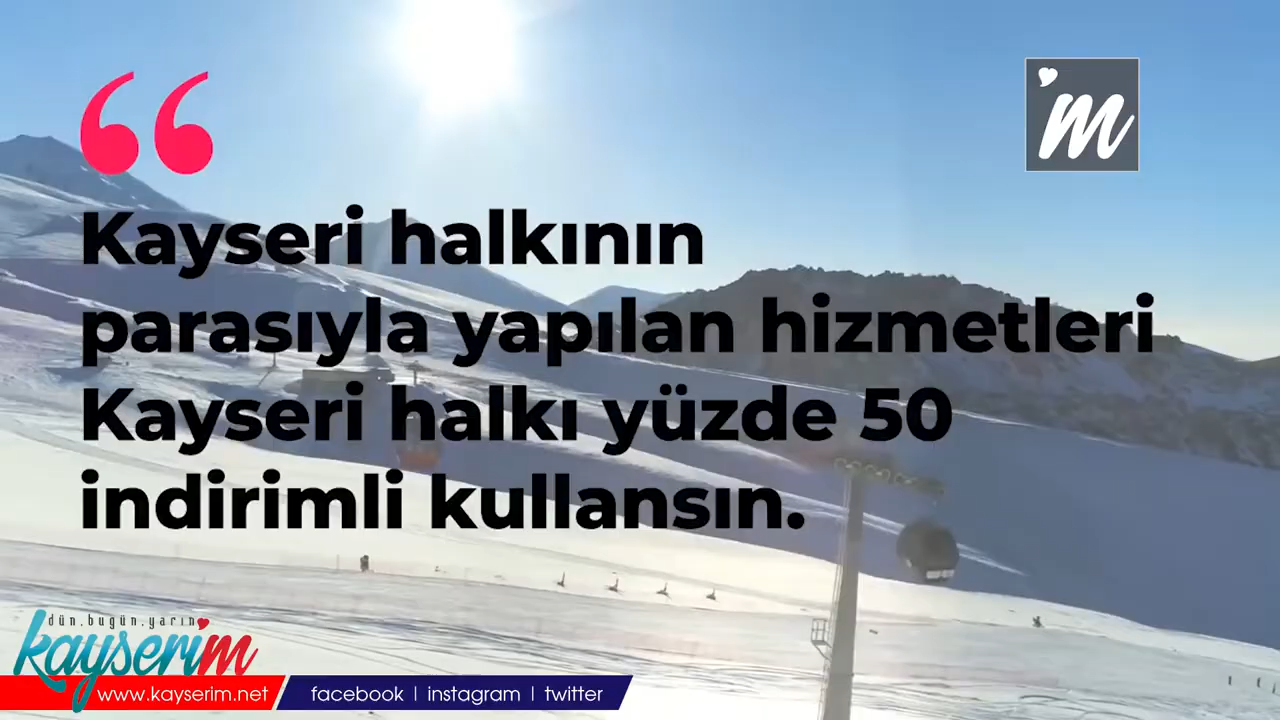 “
'm
Kayseri halkının
parasıyla yapılan hizmetleri
Kayseri halkı yüzde 50
indirimli kullansın.
dün.bugün.yarın
kayserim
www.kayserim.net facebook | instagram | twitter